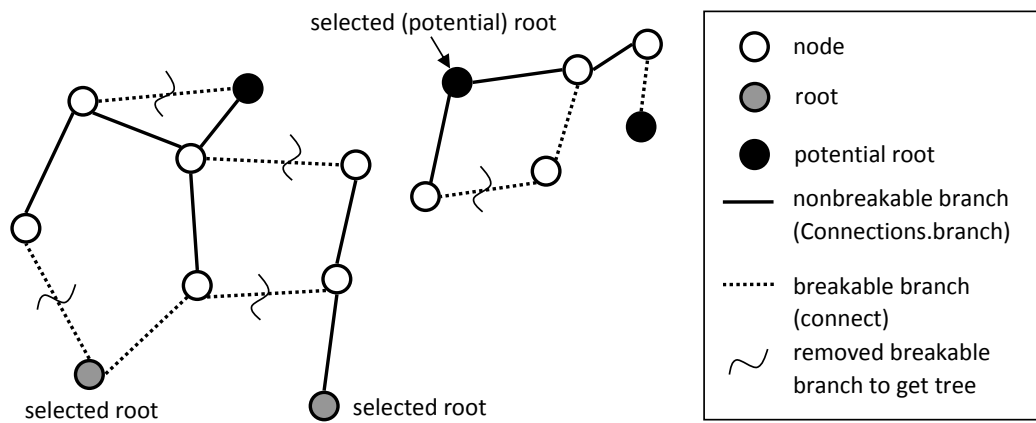 selected (potential) root
selected root
selected root
node
root
potential root
nonbreakable branch
(Connections.branch)
breakable branch
(connect)
removed breakable
branch to get tree